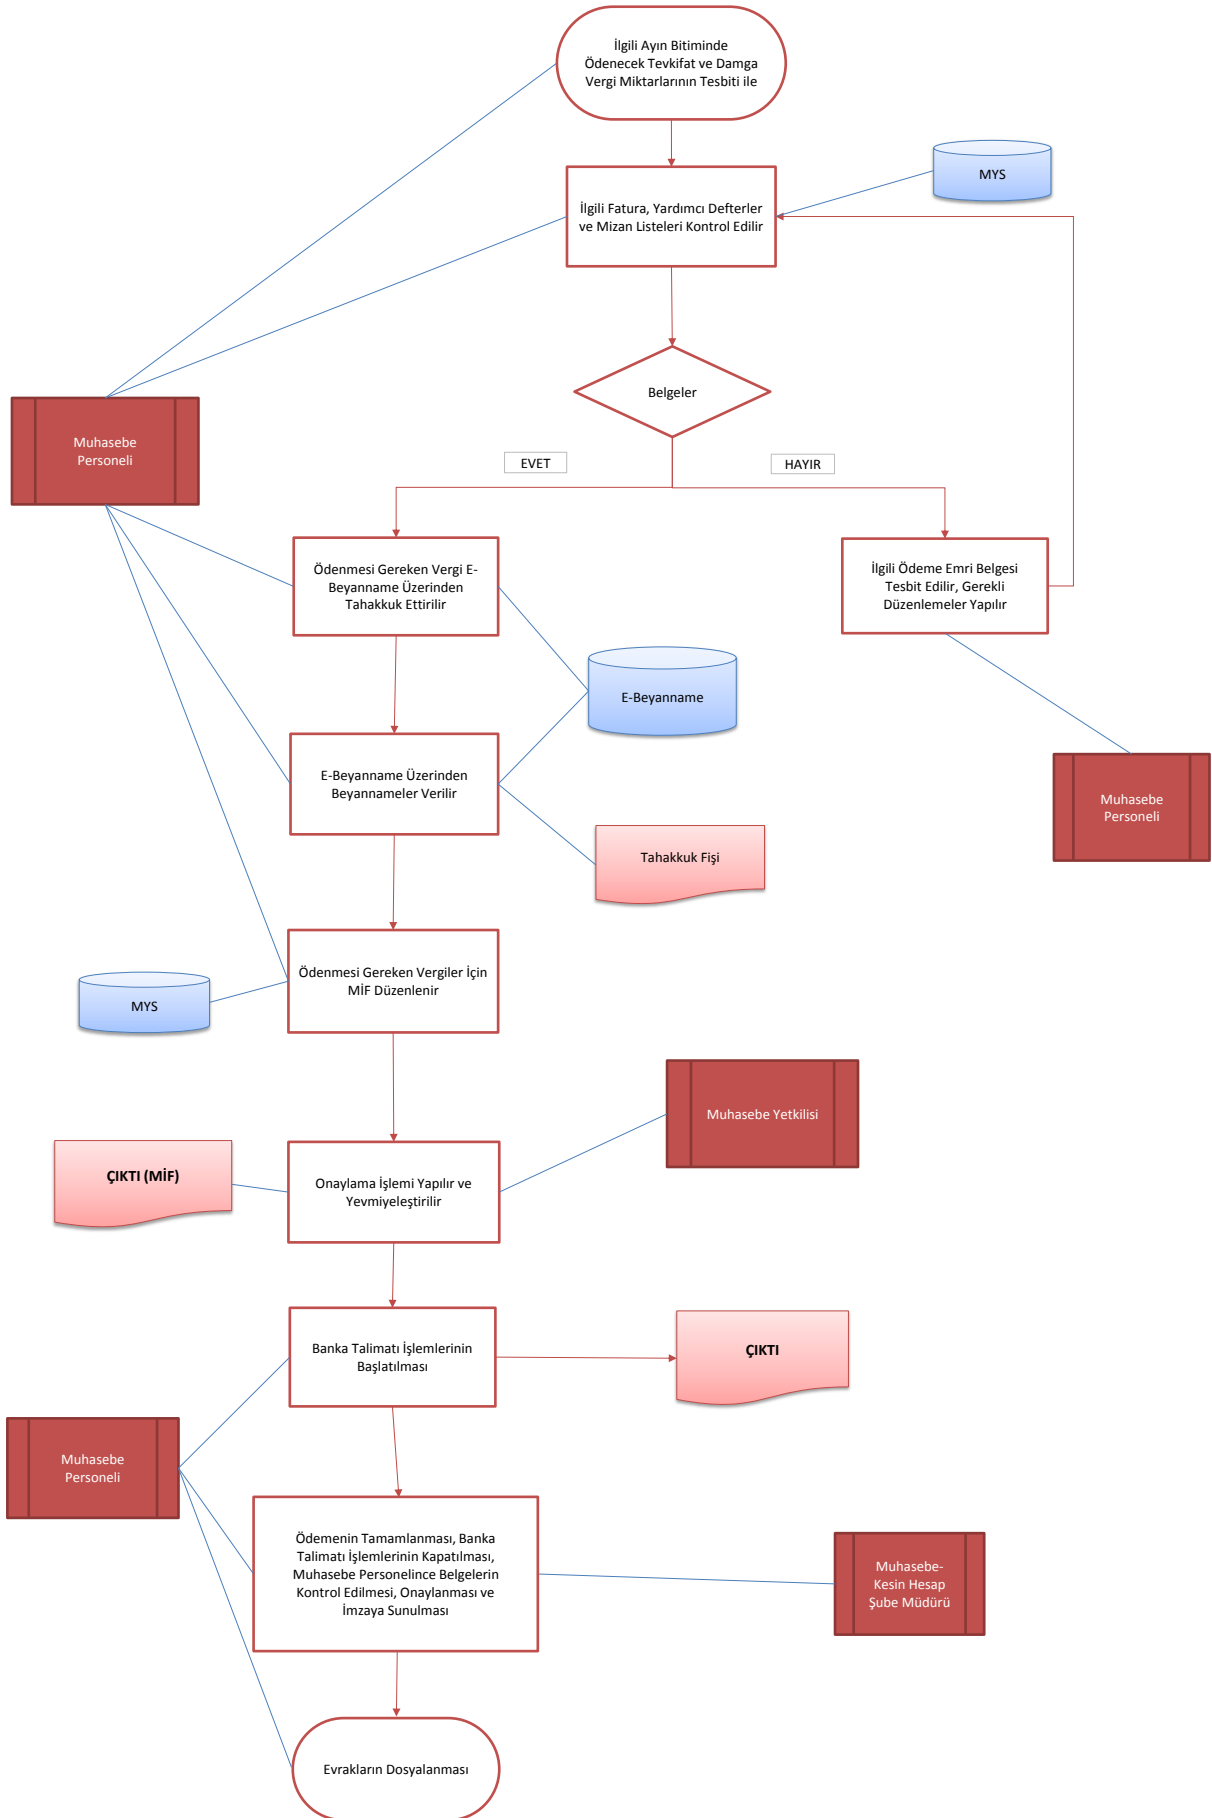 İlgili Ayın Bitiminde
Ödenecek Tevkifat ve Damga
Vergi Miktarlarının Tesbiti ile
MYS
İlgili Fatura, Yardımcı Defterler
ve Mizan Listeleri Kontrol Edilir
Belgeler
Muhasebe
Personeli
EVET
HAYIR
Ödenmesi Gereken Vergi E-
Beyanname Üzerinden
Tahakkuk Ettirilir
İlgili Ödeme Emri Belgesi
Tesbit Edilir, Gerekli
Düzenlemeler Yapılır
E-Beyanname
E-Beyanname Üzerinden
Beyannameler Verilir
Muhasebe
Personeli
Tahakkuk Fişi
Ödenmesi Gereken Vergiler İçin
MİF Düzenlenir
MYS
Muhasebe Yetkilisi
ÇIKTI (MİF)
Onaylama İşlemi Yapılır ve
Yevmiyeleştirilir
Banka Talimatı İşlemlerinin
Başlatılması
ÇIKTI
Muhasebe
Personeli
Ödemenin Tamamlanması, Banka
Talimatı İşlemlerinin Kapatılması,
Muhasebe Personelince Belgelerin
Kontrol Edilmesi, Onaylanması ve
İmzaya Sunulması
Muhasebe-
Kesin Hesap
Şube Müdürü
Evrakların Dosyalanması